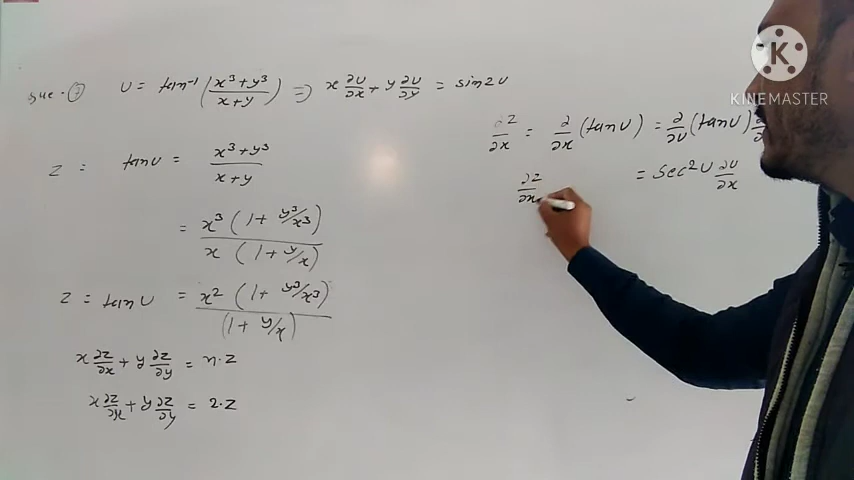 Que.⑦ U = tan⁻¹ (x³+y³ / x+y) ⇒ x ∂U/∂x + y ∂U/∂y = sin2U
Z = tanU = x³+y³ / x+y
= x³ (1 + y³/x³) / x (1 + y/x)
Z = tanU = x² (1 + y³/x³) / (1 + y/x)
x ∂Z/∂x + y ∂Z/∂y = n·Z
x ∂Z/∂x + y ∂Z/∂y = 2·Z
∂Z/∂x = ∂/∂x (tanU) = ∂/∂U (tanU)
= Sec²U ∂U/∂x
∂Z/∂x
KINEMASTER